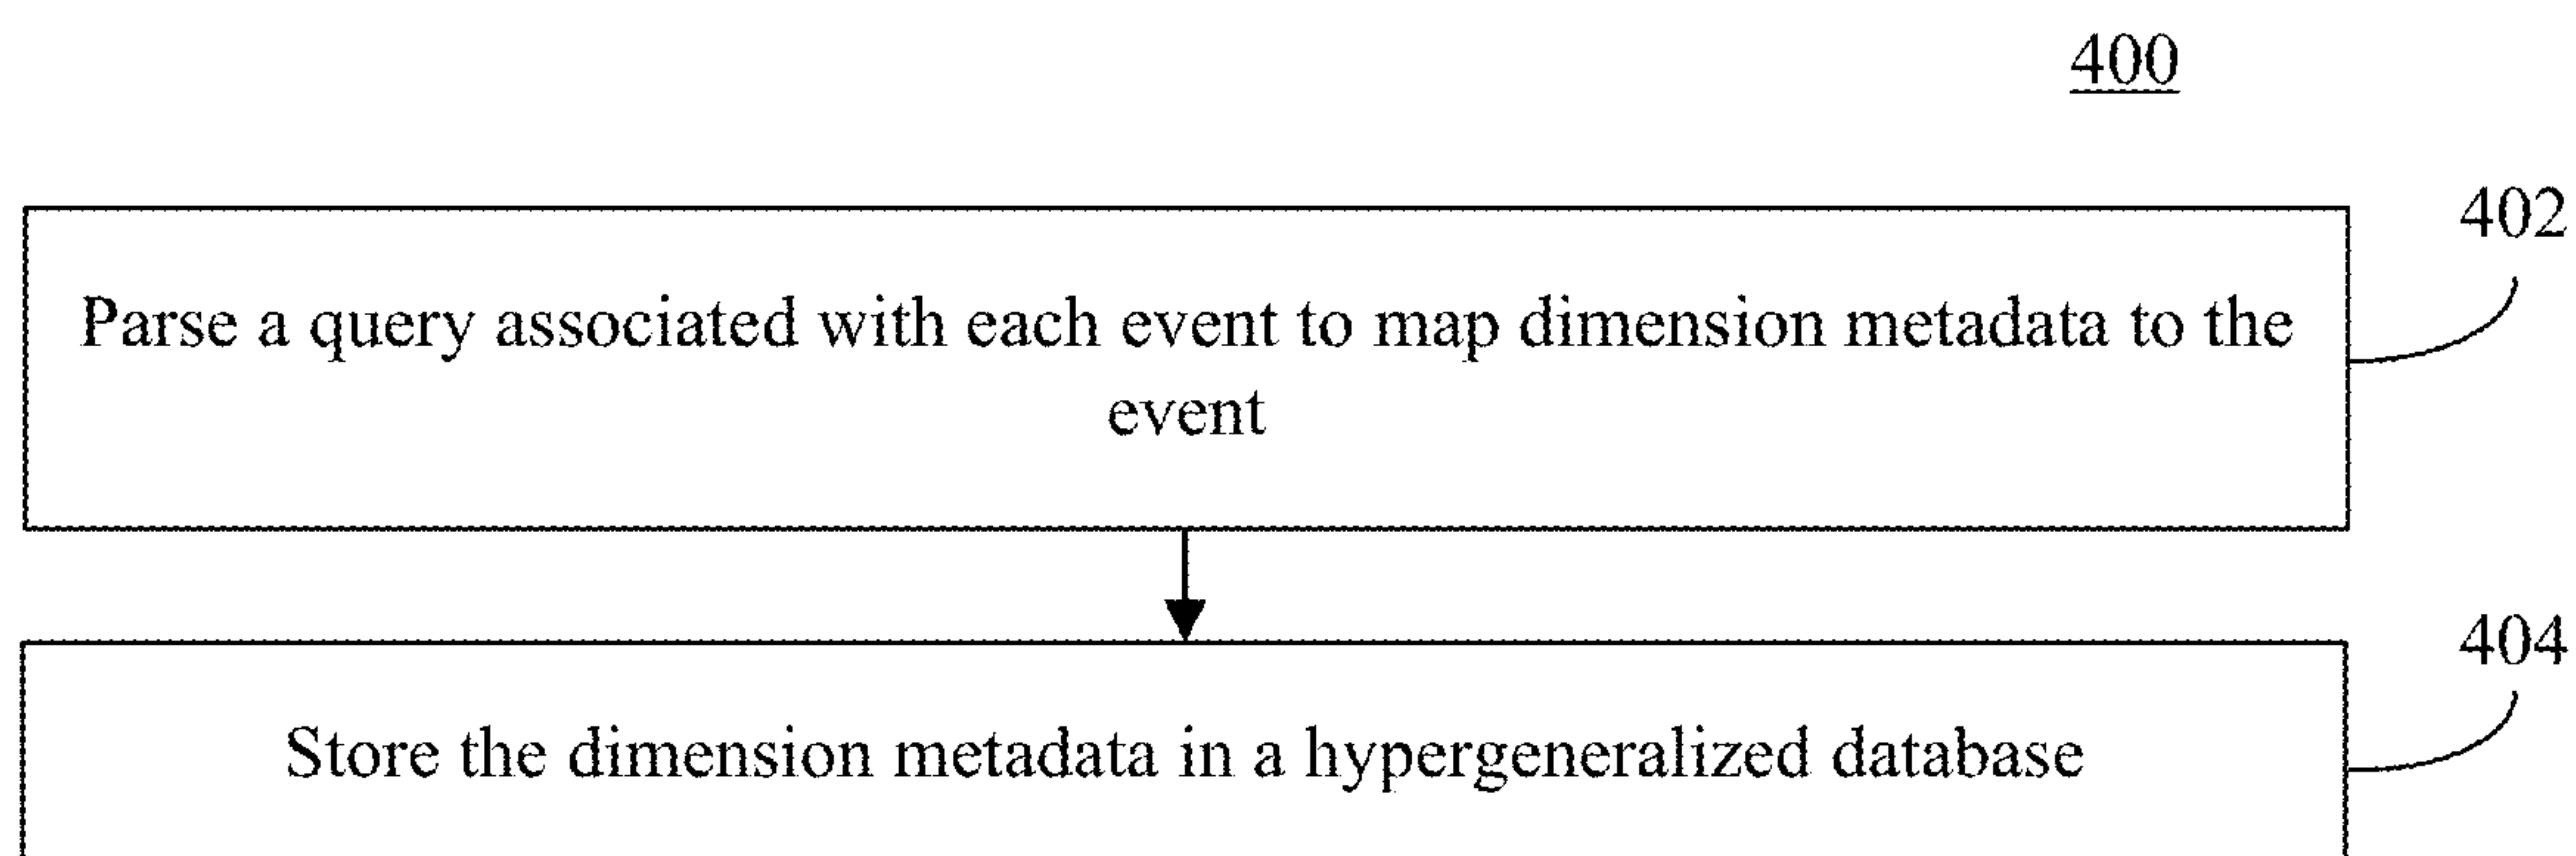 400
402
Parse a query associated with each event to map dimension metadata to the
event
404
Store the dimension metadata in a hypergeneralized database